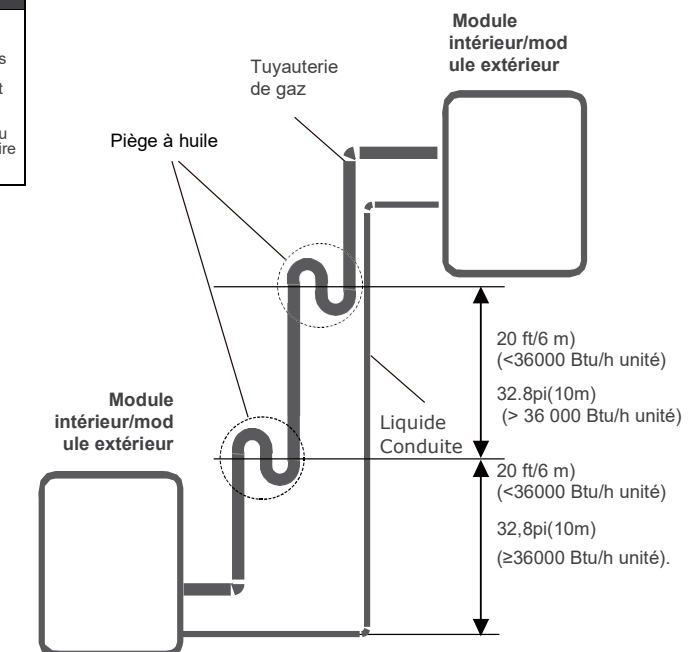 s
t
u
ire
Module
intérieur/mod
ule extérieur
Tuyauterie
de gaz
Piège à huile
20 ft/6 m)
(<36000 Btu/h unité)
32.8pi(10m)
(> 36 000 Btu/h unité)
Module
intérieur/mod
ule extérieur
Liquide
Conduite
20 ft/6 m)
(<36000 Btu/h unité)
32,8pi(10m)
(≥36000 Btu/h unité).